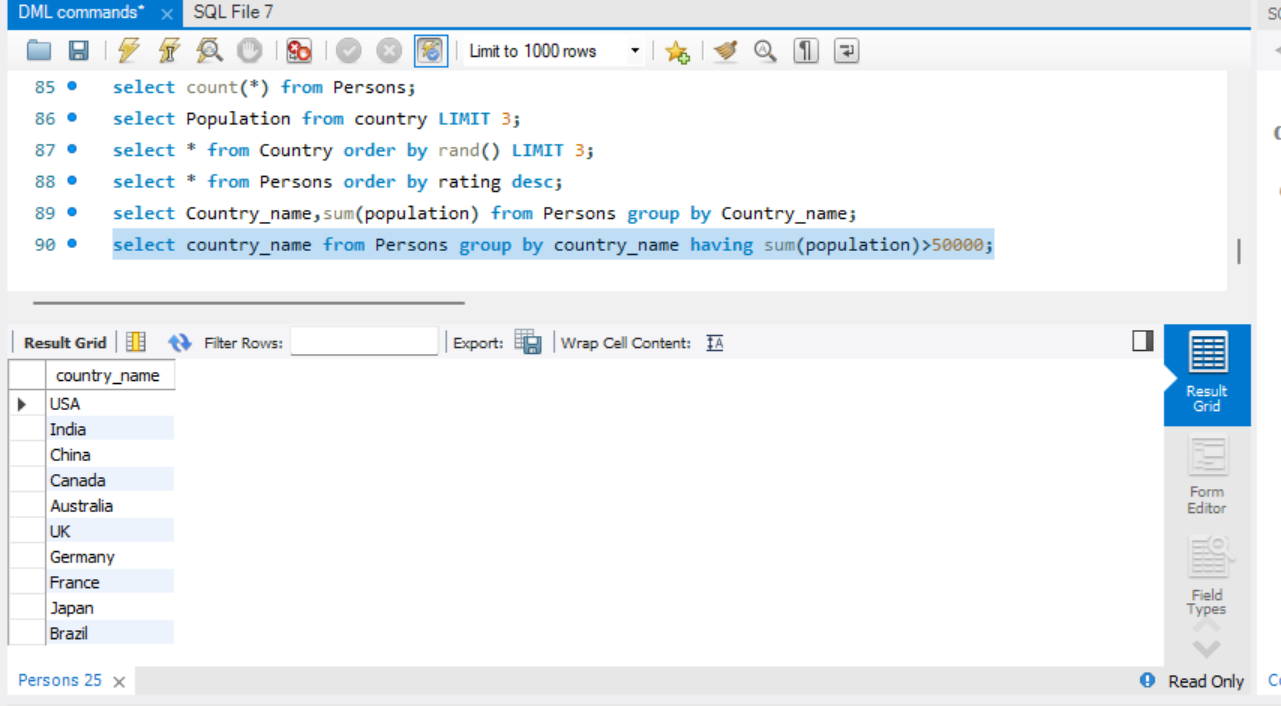 DML commands* × SQL File 7
Limit to 1000 rows
85 select count(*) from Persons;
86 select Population from country LIMIT 3;
87 select * from Country order by rand() LIMIT 3;
88 select * from Persons order by rating desc;
89 select Country_name,sum(population) from Persons group by Country_name;
90 select country_name from Persons group by country_name having sum(population)>50000;
Result Grid Filter Rows: Export: Wrap Cell Content:
country_name
USA
India
China
Canada
Australia
UK
Germany
France
Japan
Brazil
Result
Grid
Form
Editor
Field
Types
Persons 25 ×
Read Only